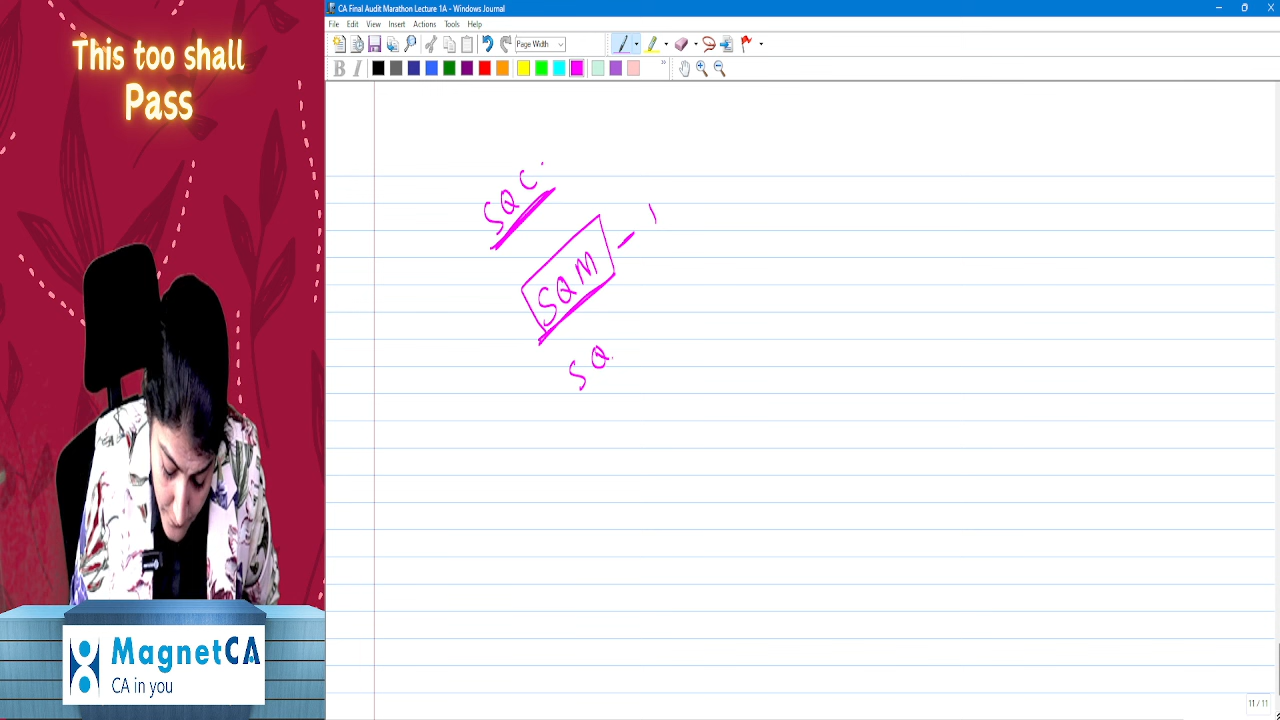 CA Final Audit Marathon Lecture 1A - Windows Journal
File Edit View Insert Actions Tools Help
Page Width
B I
This too shall
Pass
SQC
SQM - 1
SQ
MagnetCA
CA in you
11 / 11